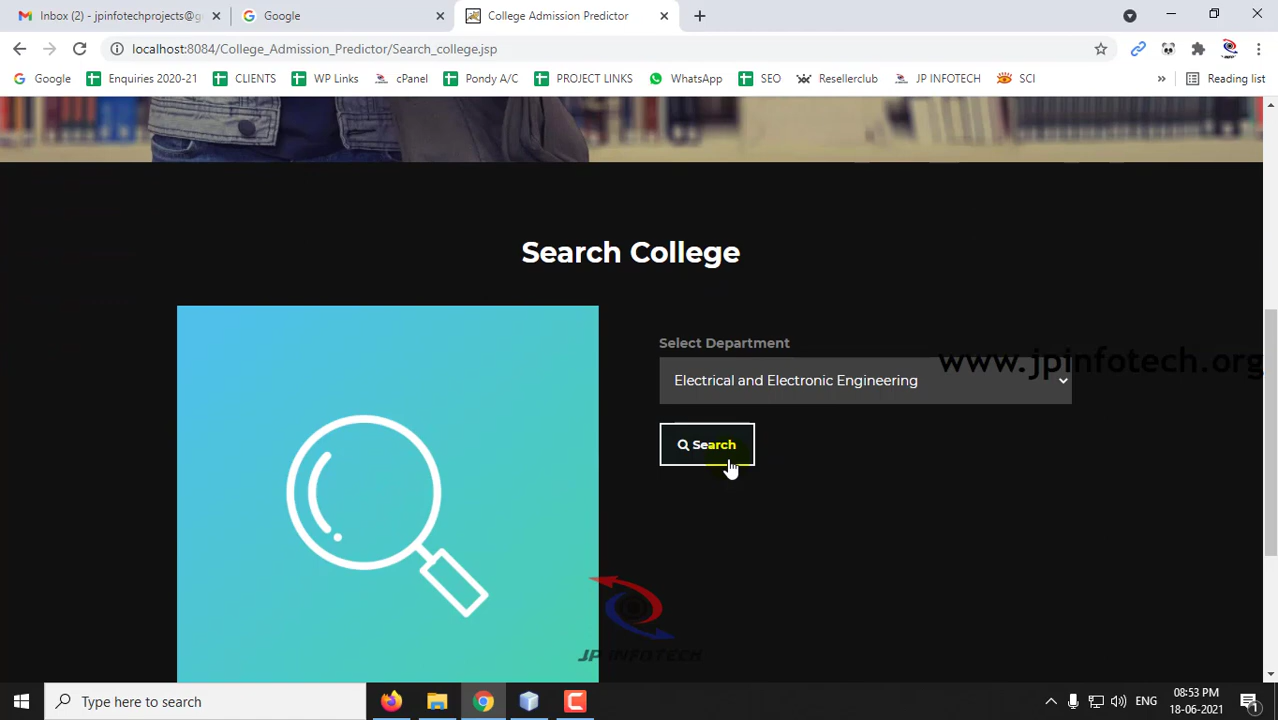 Inbox (2) - jpinfotechprojects@g
Google
College Admission Predictor
localhost:8084/College_Admission_Predictor/Search_college.jsp
Google
Enquiries 2020-21
CLIENTS
WP Links
cPanel
Pondy A/C
PROJECT LINKS
WhatsApp
SEO
Resellerclub
JP INFOTECH
SCI
»
Reading list
Search College
Select Department
www.jpinfotech.org
Electrical and Electronic Engineering
Search
JP INFOTECH
Type here to search
ENG
08:53 PM
18-06-2021
1